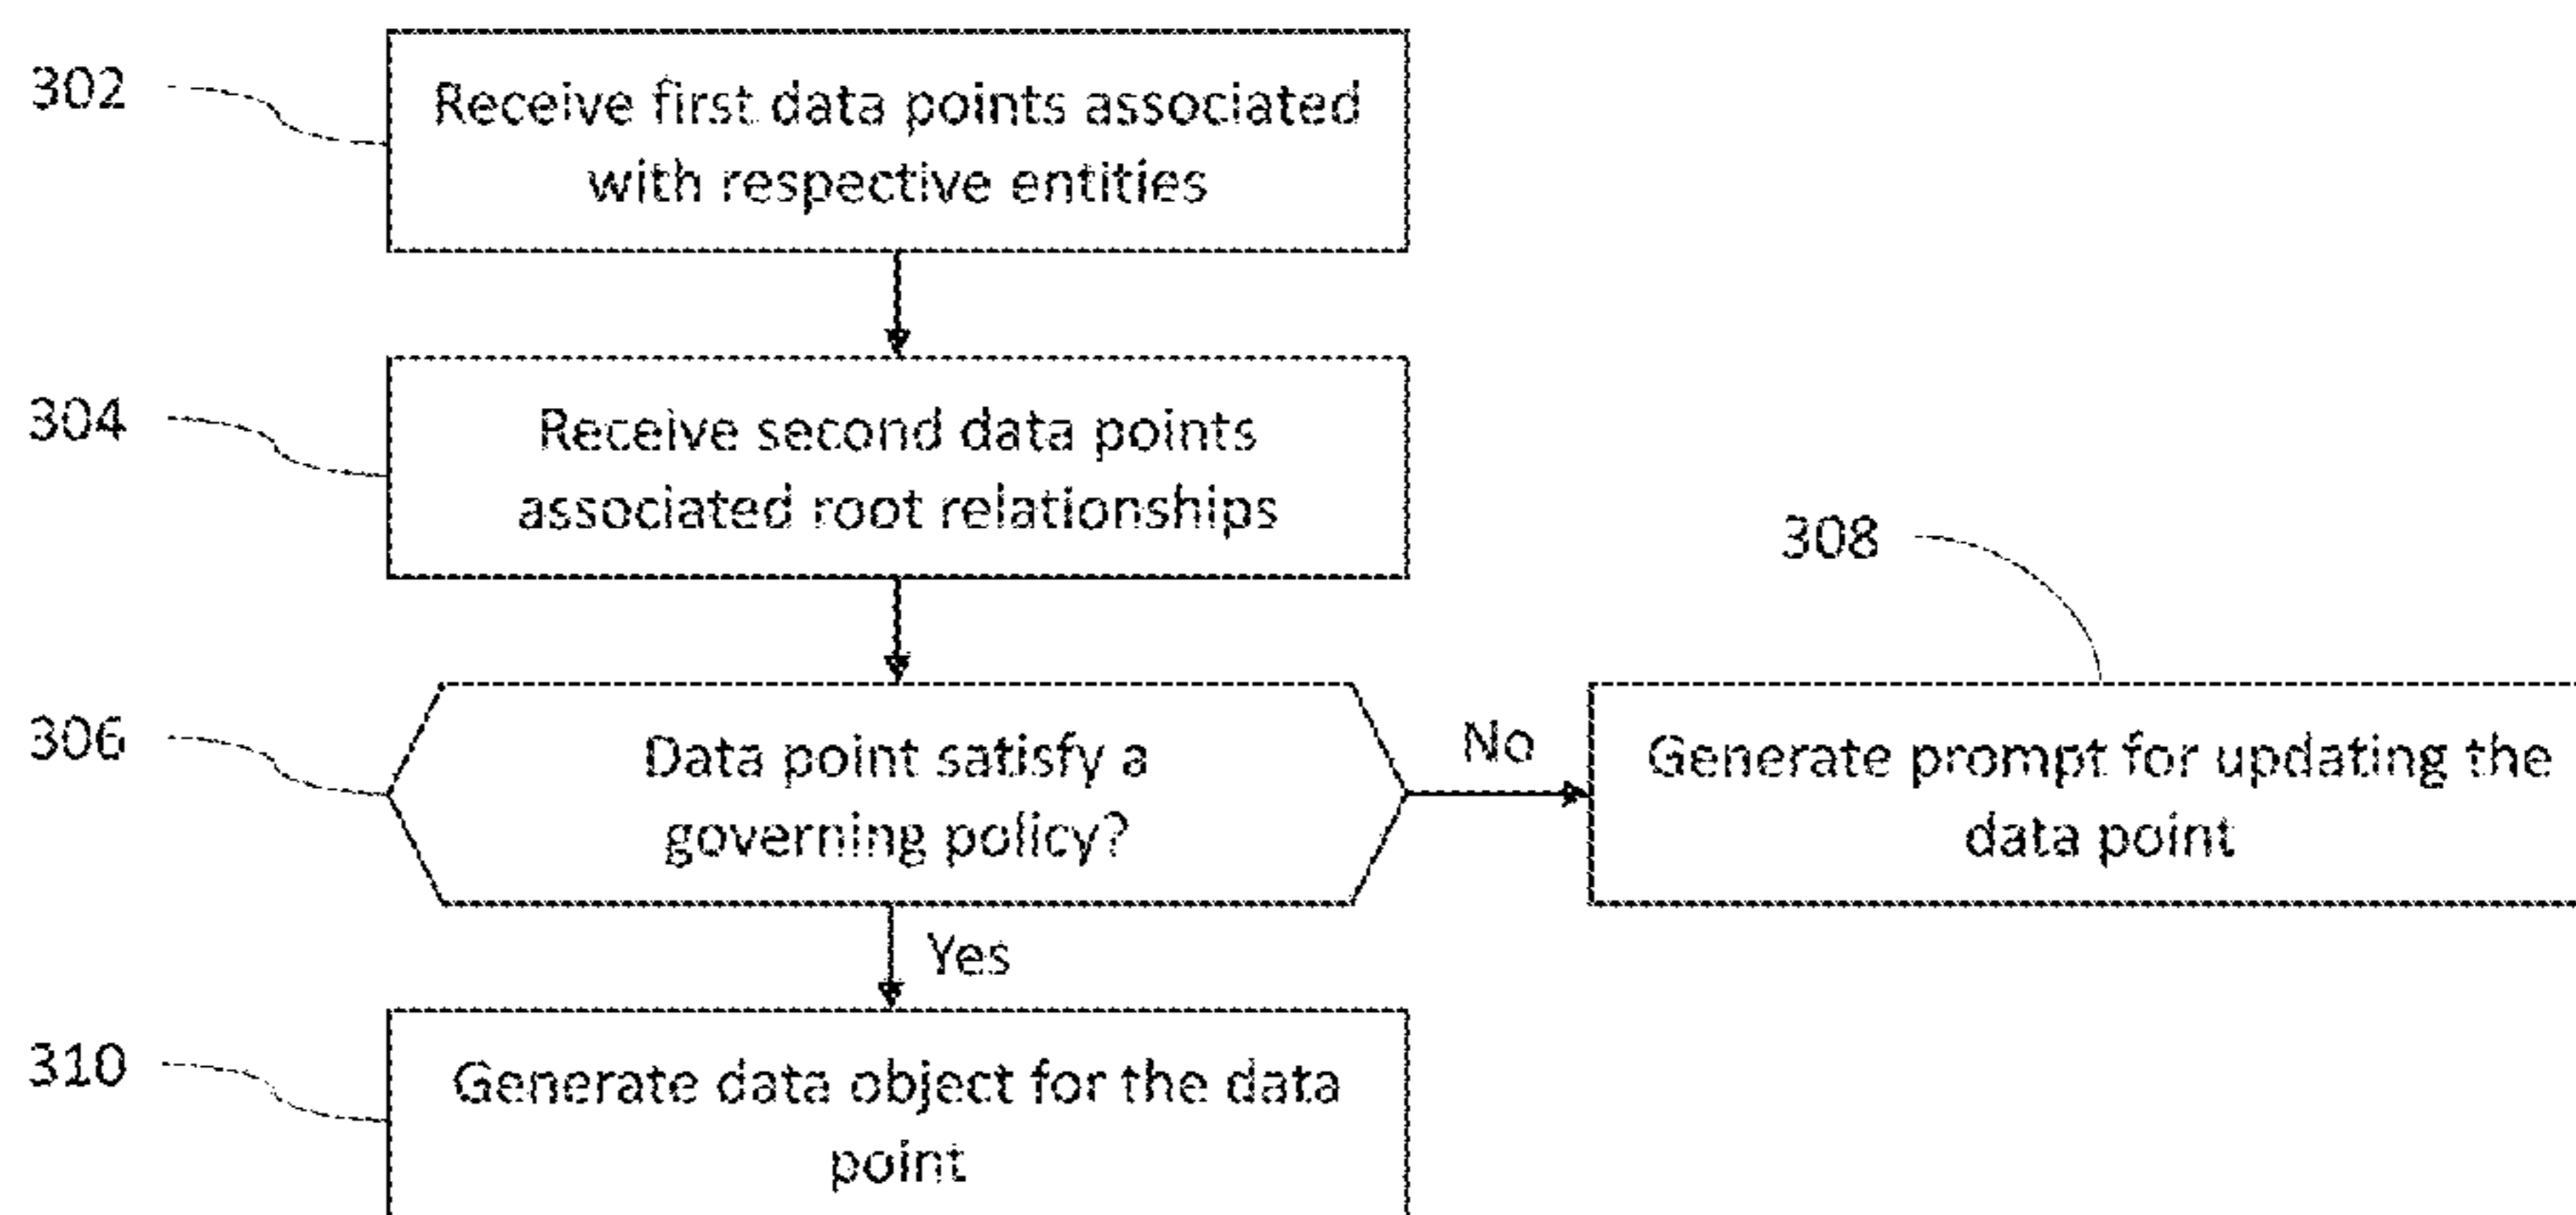 302
Receive first data points associated
with respective entities
304
Receive second data points
associated root relationships
308
306
Data point satisfy a
governing policy?
No
Generate prompt for updating the
data point
Yes
310
Generate data object for the data
point